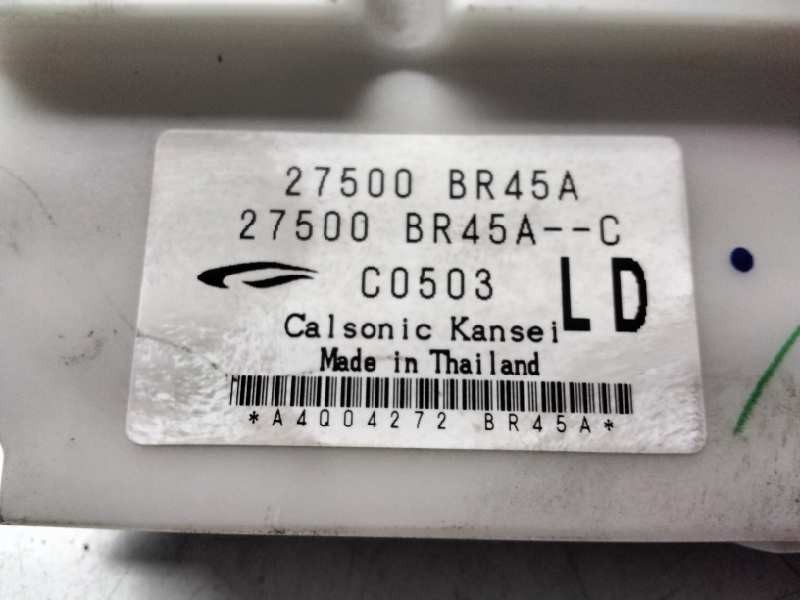 27500 BR45A
27500 BR45A--C
C0503 LD
Calsonic Kansei
Made in Thailand
*A4Q04272 BR45A*